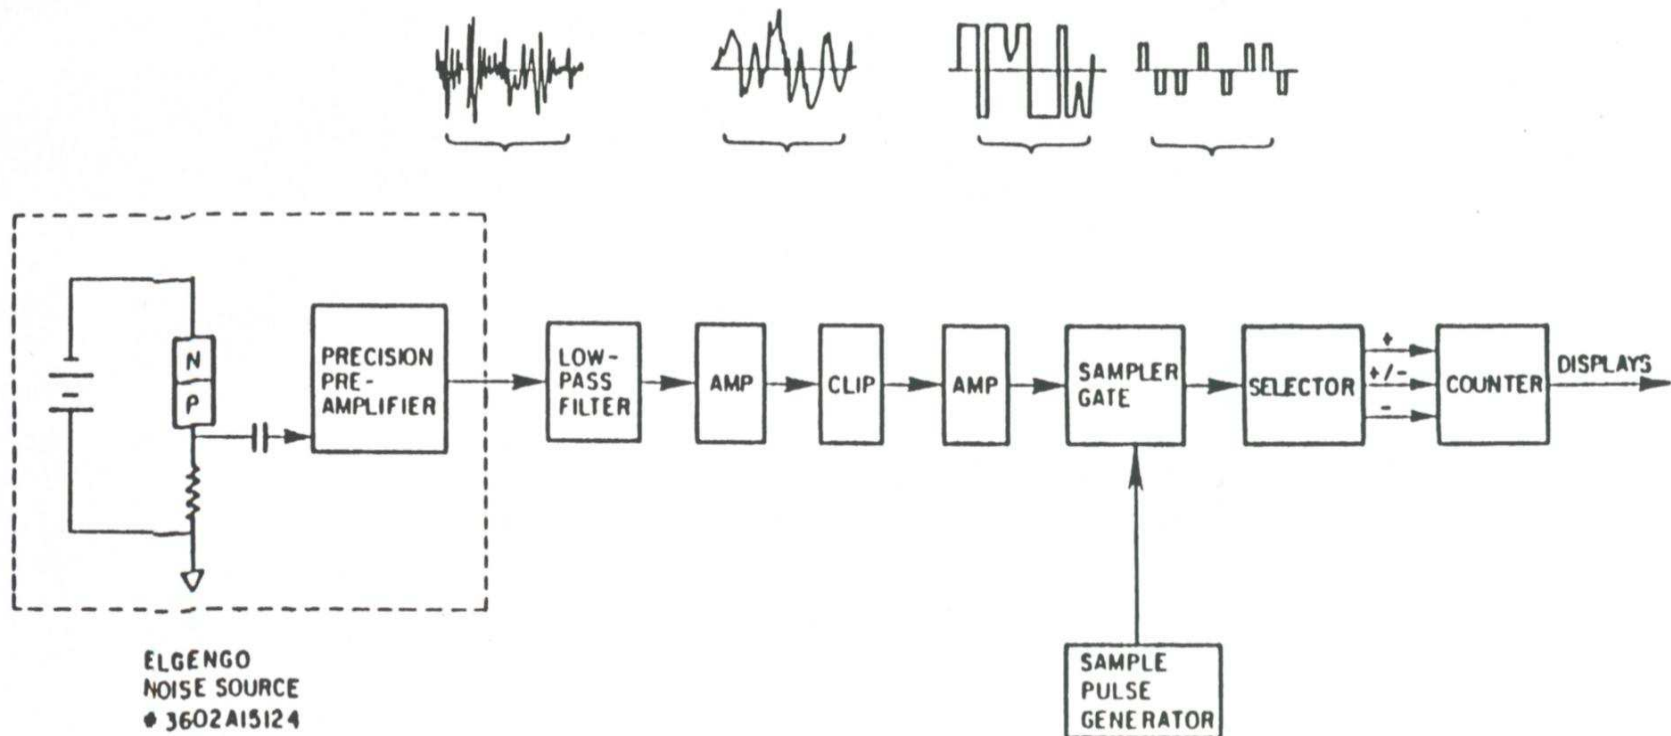 N
P
-
PRECISION
PRE-
AMPLIFIER
LOW-
PASS
FILTER
AMP
CLIP
AMP
SAMPLER
GATE
SELECTOR
+
+/-
-
COUNTER
DISPLAYS
ELGENGO
NOISE SOURCE
# 3602A15124
SAMPLE
PULSE
GENERATOR